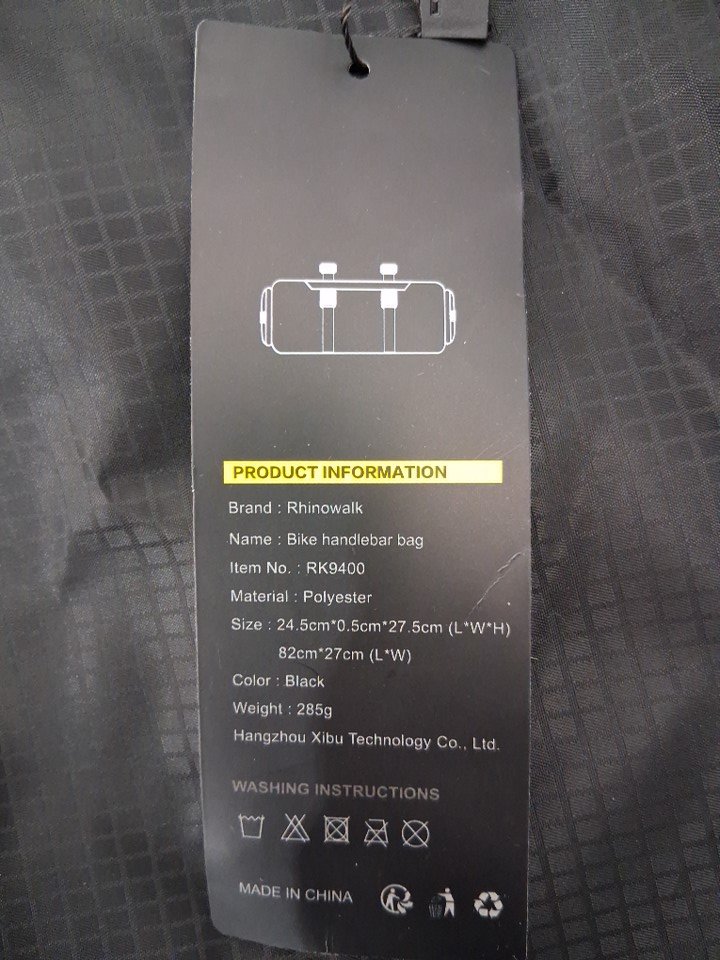 PRODUCT INFORMATION
Brand : Rhinowalk
Name : Bike handlebar bag
Item No. : RK9400
Material : Polyester
Size : 24.5cm*0.5cm*27.5cm (L*W*H)
82cm*27cm (L*W)
Color : Black
Weight : 285g
Hangzhou Xibu Technology Co., Ltd.
WASHING INSTRUCTIONS
MADE IN CHINA